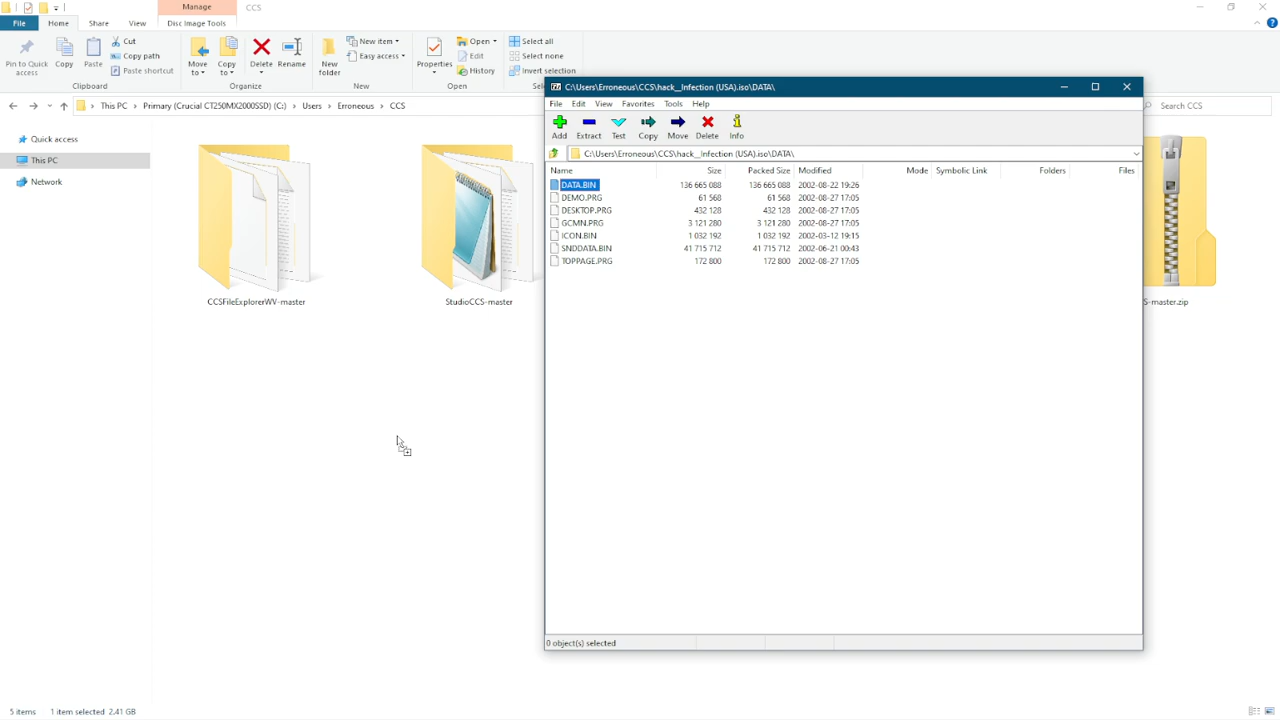 Manage
CCS
File
Home
Share
View
Disc Image Tools
Pin to Quick access
Copy
Paste
Cut
Copy path
Paste shortcut
Clipboard
Move to
Copy to
Delete
Rename
Organize
New folder
New item
Easy access
New
Properties
Open
Edit
History
Open
Select all
Select none
Invert selection
This PC > Primary (Crucial CT250MX2000SSD) (C:) > Users > Erroneous > CCS
Search CCS
Quick access
This PC
Network
CCSFileExplorerWV-master
StudioCCS-master
S-master.zip
C:\Users\Erroneous\CCS\hack__Infection (USA).iso\DATA\
File Edit View Favorites Tools Help
Add Extract Test Copy Move Delete Info
C:\Users\Erroneous\CCS\hack__Infection (USA).iso\DATA\
Name Size Packed Size Modified Mode Symbolic Link Folders Files
DATA.BIN 136 665 088 136 665 088 2002-08-22 19:26
DEMO.PRG 61 568 61 568 2002-08-27 17:05
DESKTOP.PRG 432 128 432 128 2002-08-27 17:05
GCMN.PRG 3 121 280 3 121 280 2002-08-27 17:05
ICON.BIN 1 032 192 1 032 192 2002-03-12 19:15
SNDDATA.BIN 41 715 712 41 715 712 2002-06-21 00:43
TOPPAGE.PRG 172 800 172 800 2002-08-27 17:05
0 object(s) selected
5 items 1 item selected 2.41 GB